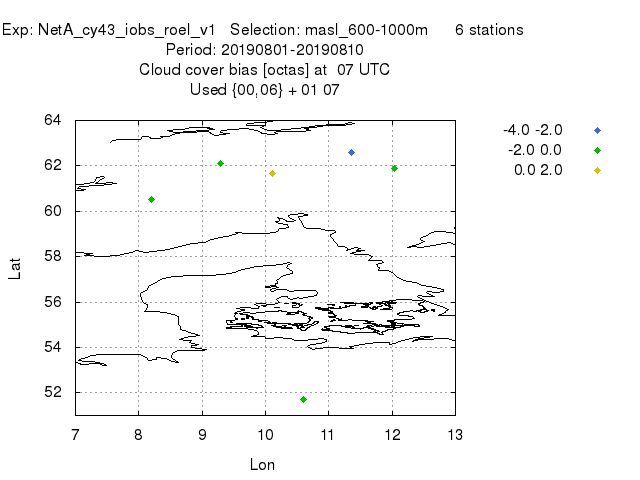 Exp: NetA_cy43_iobs_roel_v1 Selection: masl_600-1000m 6 stations
Period: 20190801-20190810
Cloud cover bias [octas] at 07 UTC
Used {00,06} + 01 07
-4.0 -2.0
-2.0 0.0
0.0 2.0
64
62
60
58
56
54
52
Lat
7 8 9 10 11 12 13
Lon